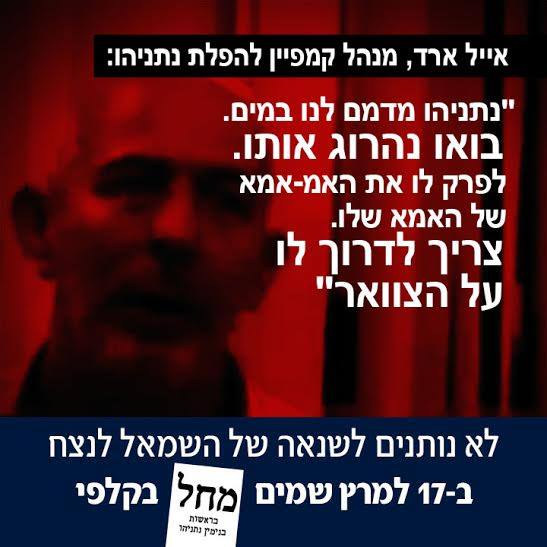 אייל ארד, מנהל קמפיין להפלת נתניהו:
"נתניהו מדמם לנו במים.
בואו נהרוג אותו.
לפרק לו את האמ-אמא
של האמא שלו.
צריך לדרוך לו
על הצוואר"
לא נותנים לשנאה של השמאל לנצח
ב-17 למרץ שמים מחל בקלפי
בראשות
בנימין נתניהו